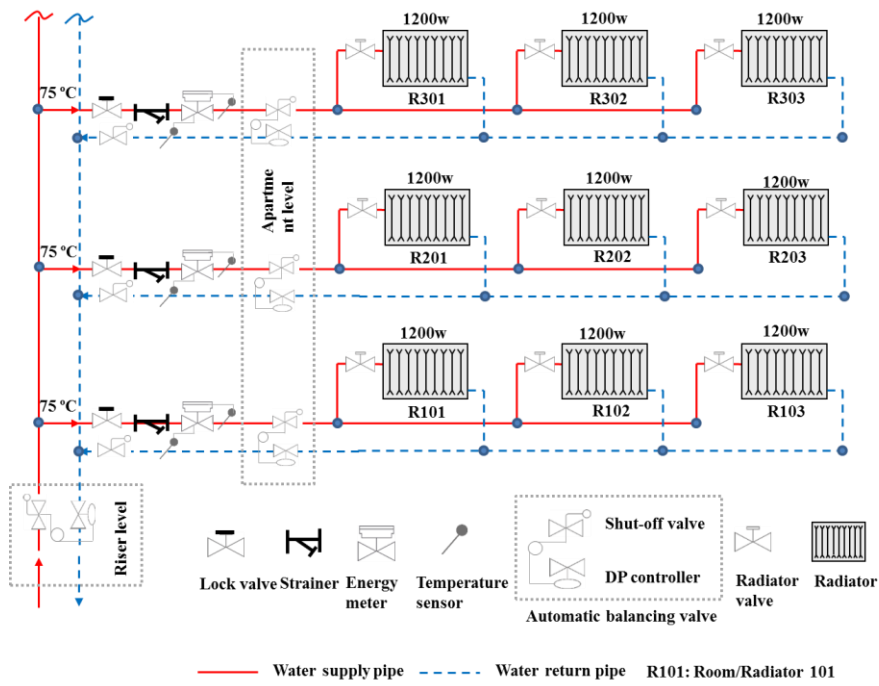 1200w 1200w 1200w
75 ºC
R301 R302 R303
Apartme
nt level
1200w 1200w 1200w
75 ºC
R201 R202 R203
1200w 1200w 1200w
75 ºC
R101 R102 R103
Riser level
Lock valve
Strainer
Energy
meter
Temperature
sensor
Shut-off valve
DP controller
Automatic balancing valve
Radiator
valve
Radiator
Water supply pipe
Water return pipe
R101: Room/Radiator 101